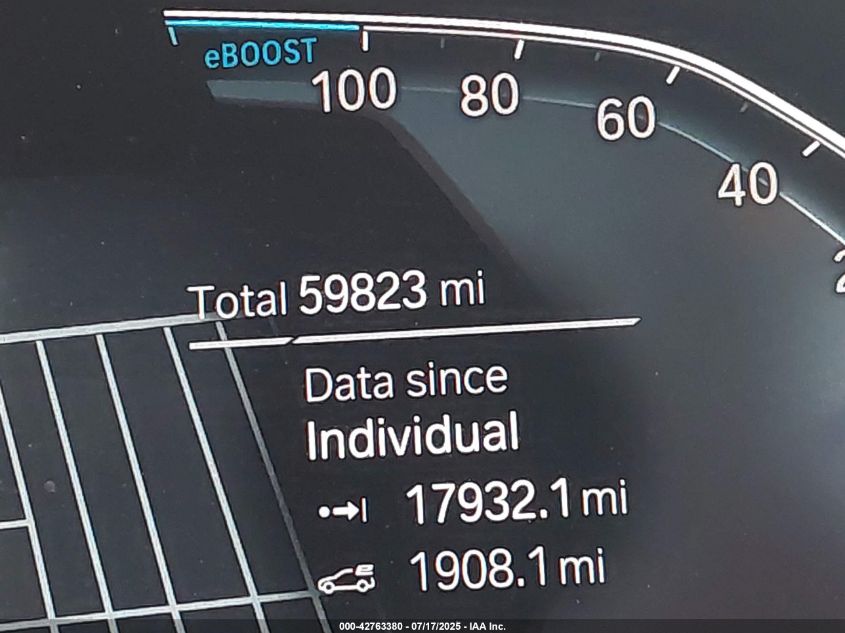 eBOOST
100 80 60 40
Total 59823 mi
Data since
Individual
17932.1 mi
1908.1 mi
000-42763380 - 07/17/2025 - IAA Inc.